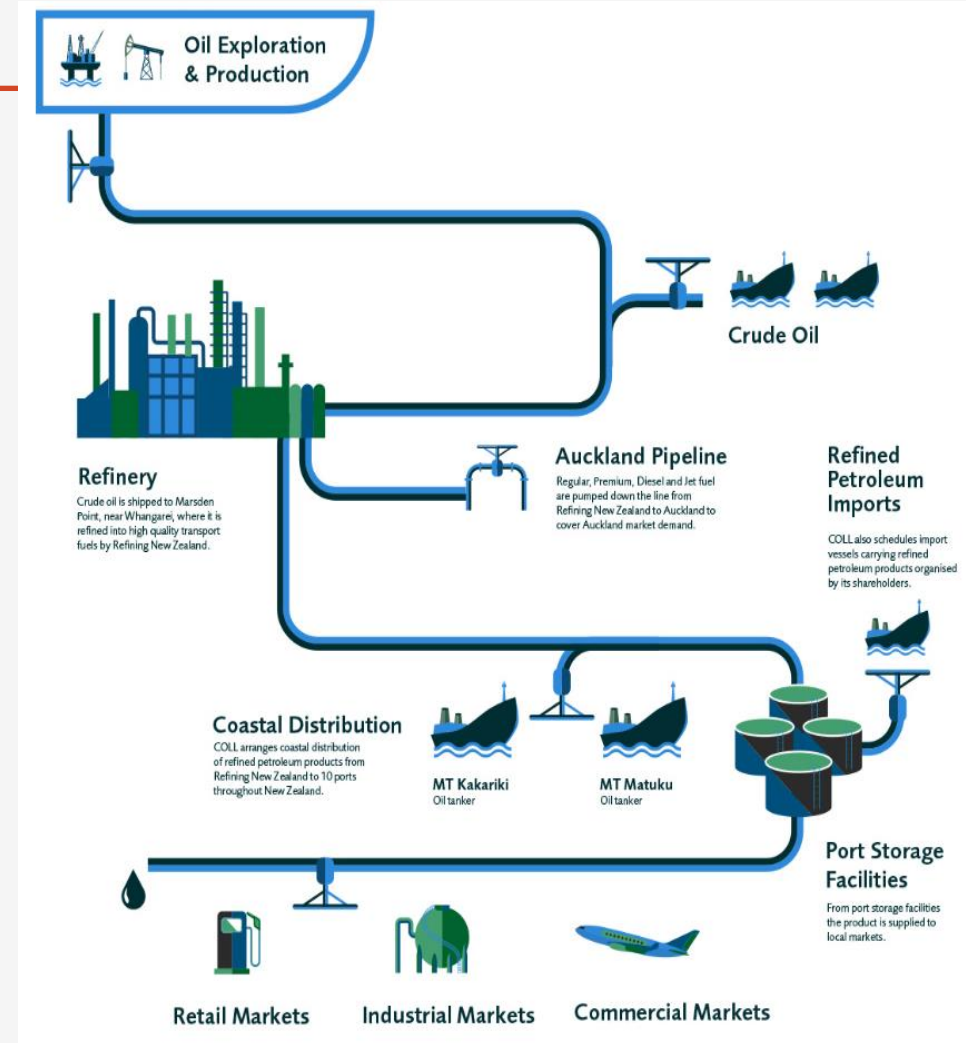 Oil Exploration
& Production
Crude Oil
Refinery
Crude oil is shipped to Marsden
Point, near Whangarei, where it is
refined into high quality transport
fuels by Refining New Zealand.
Auckland Pipeline
Regular, Premium, Diesel and Jet fuel
are pumped down the line from
Refining New Zealand to Auckland to
cover Auckland market demand.
Refined
Petroleum
Imports
COLL also schedules import
vessels carrying refined
petroleum products organised
by its shareholders.
Coastal Distribution
COLL arranges coastal distribution
of refined petroleum products from
Refining New Zealand to 10 ports
throughout New Zealand.
MT Kakariki
Oil tanker
MT Matuku
Oil tanker
Port Storage
Facilities
From port storage facilities
the product is supplied to
local markets.
Retail Markets
Industrial Markets
Commercial Markets